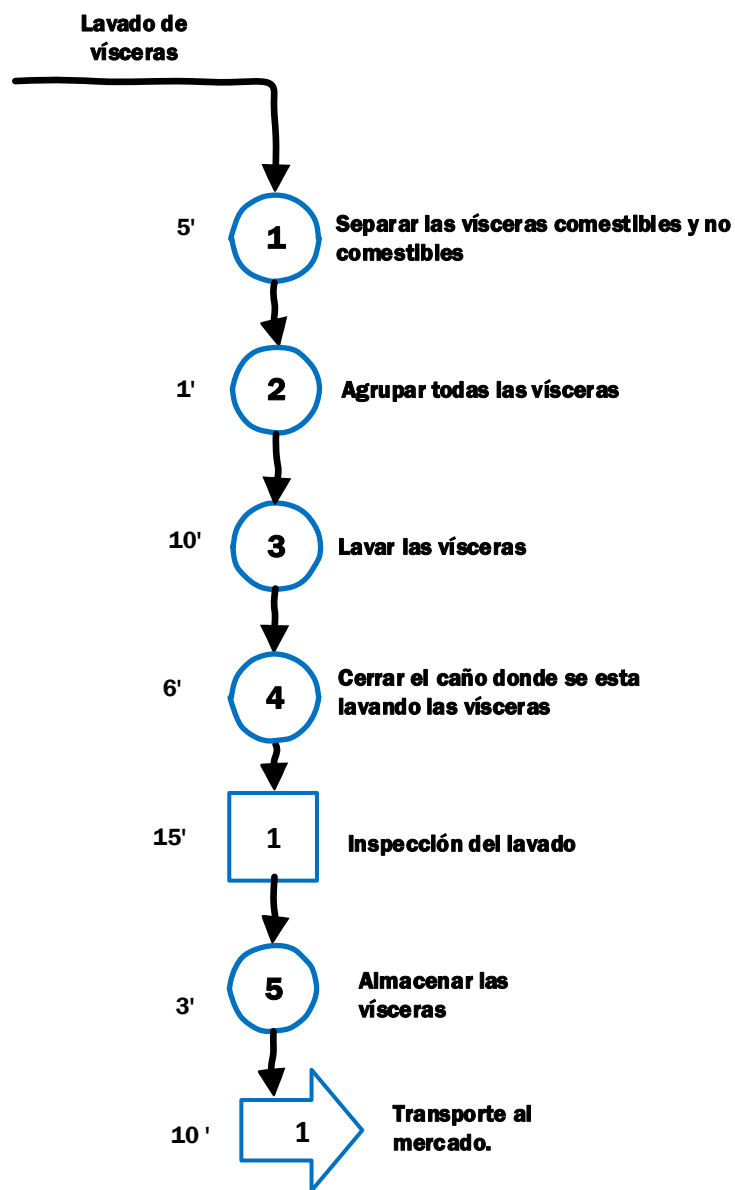 Lavado de
vísceras
5'
1
Separar las vísceras comestibles y no
comestibles
1'
2
Agrupar todas las vísceras
10'
3
Lavar las vísceras
6'
4
Cerrar el caño donde se esta
lavando las vísceras
15'
1
Inspección del lavado
3'
5
Almacenar las
vísceras
10 '
1
Transporte al
mercado.